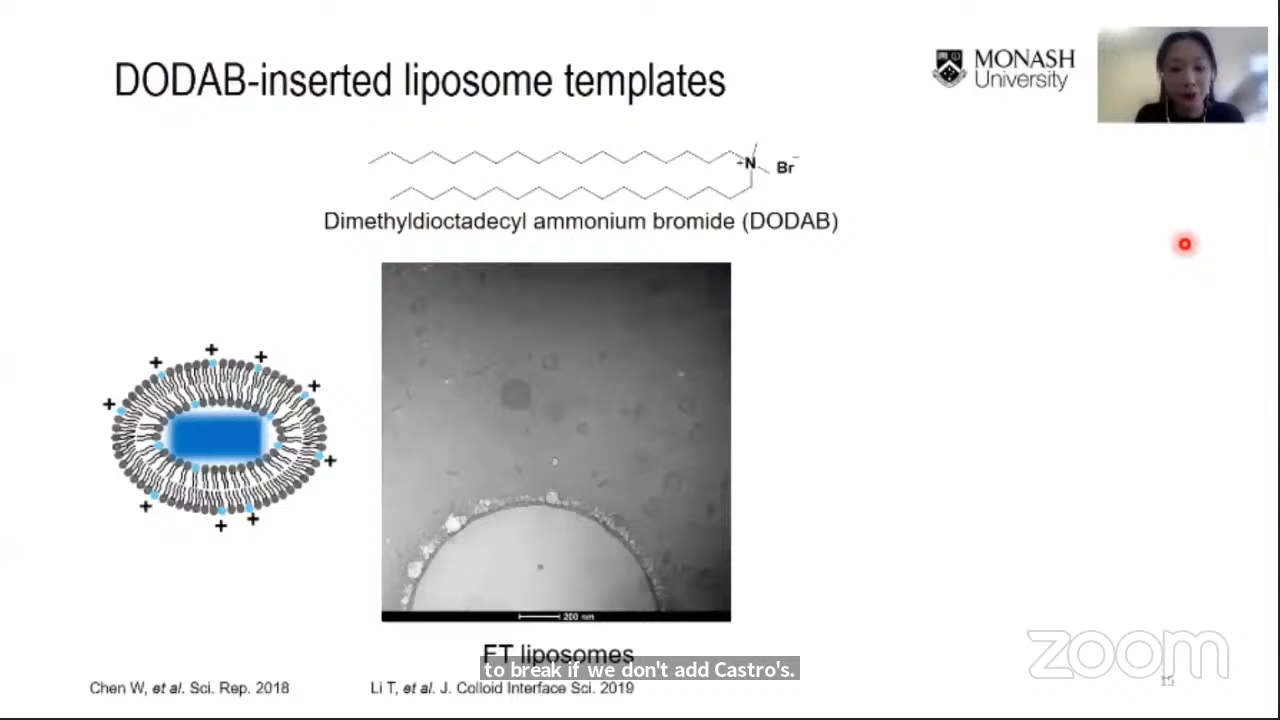 DODAB-inserted liposome templates
MONASH
University
+N
Br
−
Dimethyldioctadecyl ammonium bromide (DODAB)
+
+
+
+
+
+
+
+
+
200 nm
FT liposomes
to break if we don't add Castro's.
zoom
Chen W, et al. Sci. Rep. 2018
Li T, et al. J. Colloid Interface Sci. 2019
15